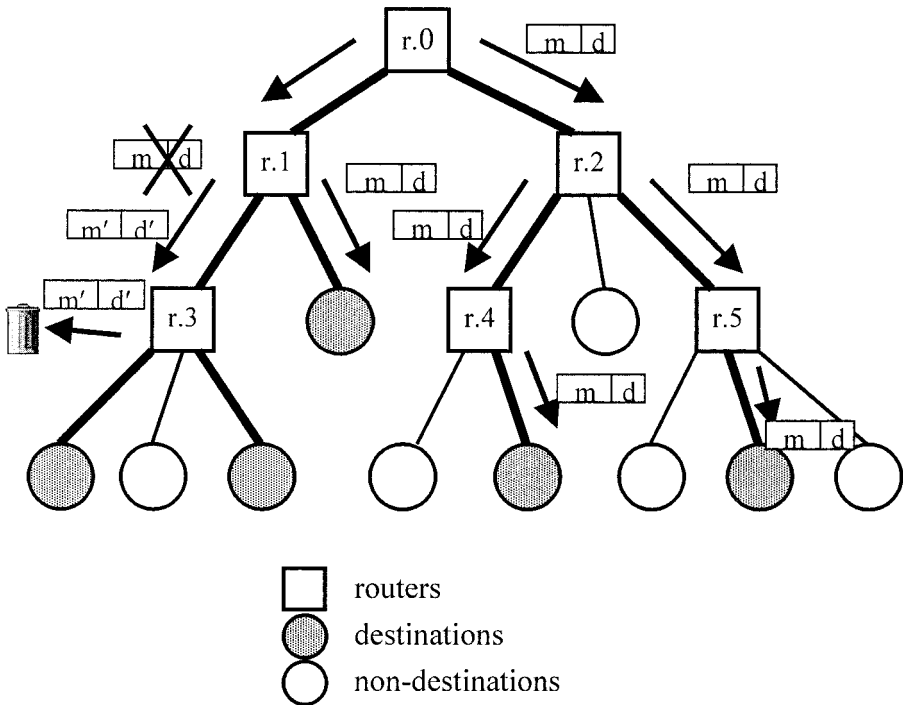 r.0
m d
m d
r.1
m d
r.2
m d
m' d'
m d
m' d'
r.3
r.4
r.5
m d
m d
routers
destinations
non-destinations